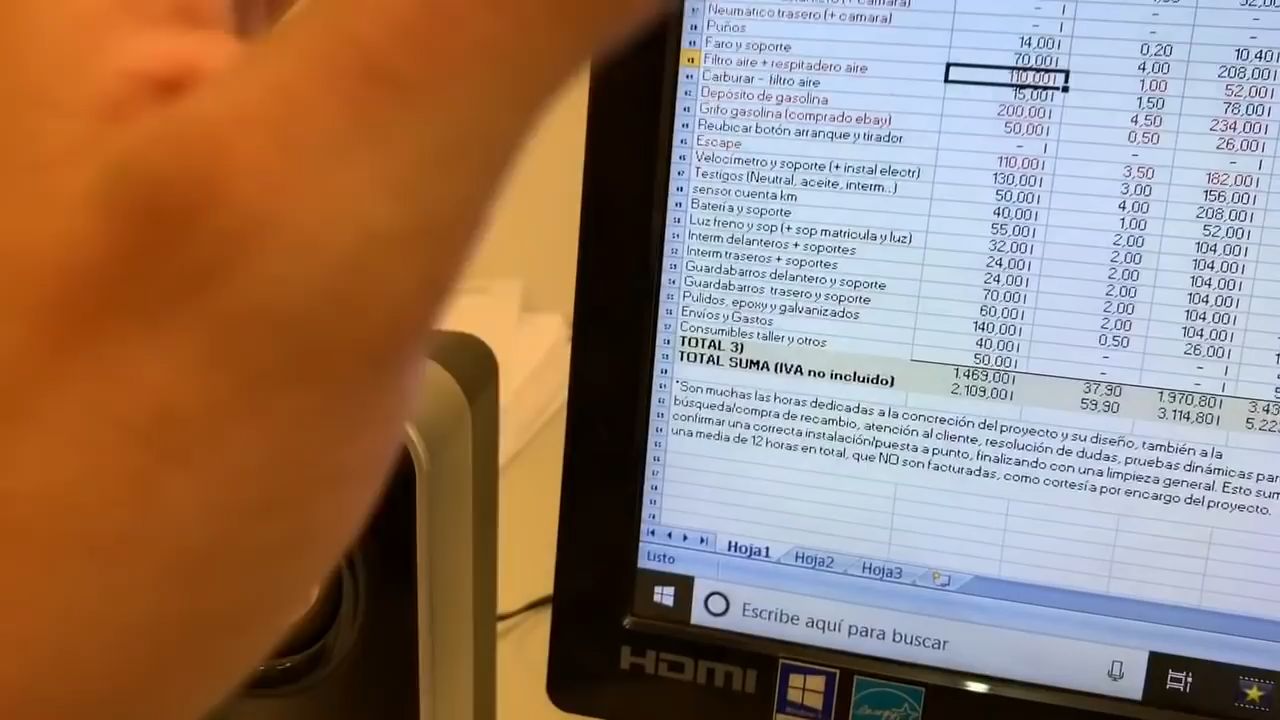 Neumático trasero (+ cámara) - | - -
Puños - | - -
Faro y soporte 14,00 | 0,20 10,40 |
Filtro aire + respitadero aire 70,00 | 4,00 208,00 |
Carburar - filtro aire 110,00 | 1,00 52,00 |
Depósito de gasolina 15,00 | 1,50 78,00 |
Grifo gasolina (comprado ebay) 200,00 | 4,50 234,00 |
Reubicar botón arranque y tirador 50,00 | 0,50 26,00 |
Escape - | - - |
Velocímetro y soporte (+ instal electr) 110,00 | 3,50 182,00 |
Testigos (Neutral, aceite, interm..) 130,00 | 3,00 156,00 |
sensor cuenta km 50,00 | 4,00 208,00 |
Batería y soporte 40,00 | 1,00 52,00 |
Luz freno y sop (+ sop matricula y luz) 55,00 | 2,00 104,00 |
Interm delanteros + soportes 32,00 | 2,00 104,00 |
Interm traseros + soportes 24,00 | 2,00 104,00 |
Guardabarros delantero y soporte 24,00 | 2,00 104,00 |
Guardabarros trasero y soporte 70,00 | 2,00 104,00 |
Pulidos, epoxy y galvanizados 60,00 | 2,00 104,00 |
Envíos y Gastos 140,00 | 0,50 26,00 |
Consumibles taller y otros 40,00 | - - |
50,00 | - - |
TOTAL 3) 1.469,00 | 37,90 1.970,80 |
TOTAL SUMA (IVA no incluido) 2.109,00 | 59,90 3.114,80 |
*Son muchas las horas dedicadas a la concreción del proyecto y su diseño, también a la
búsqueda/compra de recambio, atención al cliente, resolución de dudas, pruebas dinámicas par
confirmar una correcta instalación/puesta a punto, finalizando con una limpieza general. Esto sum
una media de 12 horas en total, que NO son facturadas, como cortesía por encargo del proyecto.
Hoja1 Hoja2 Hoja3
Listo
Escribe aquí para buscar
HDMI